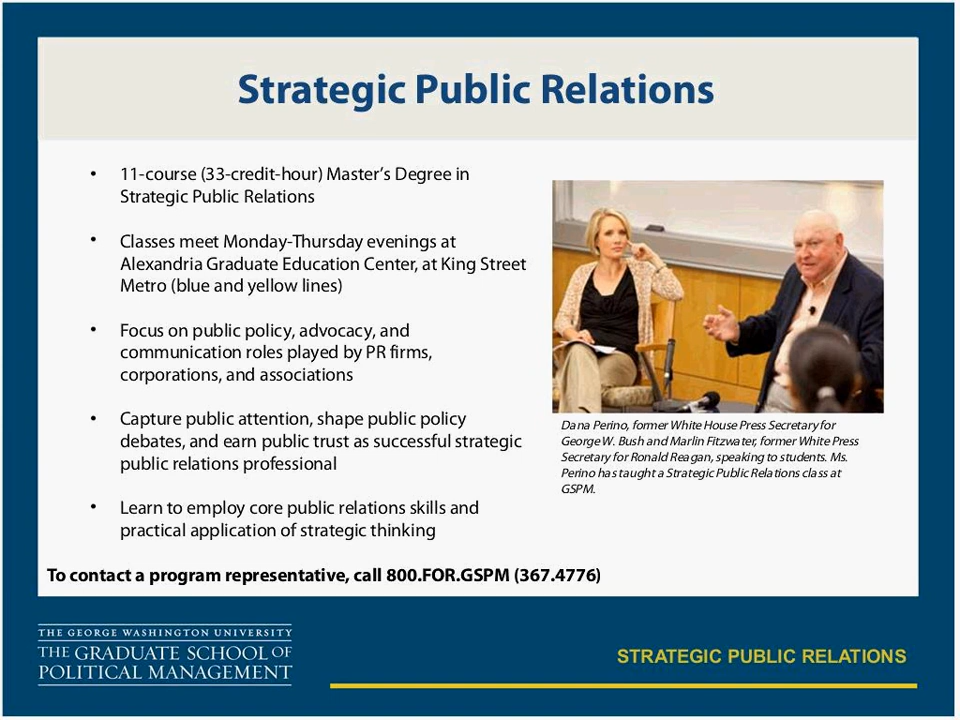 Strategic Public Relations
• 11-course (33-credit-hour) Master's Degree in
Strategic Public Relations
• Classes meet Monday-Thursday evenings at
Alexandria Graduate Education Center, at King Street
Metro (blue and yellow lines)
• Focus on public policy, advocacy, and
communication roles played by PR firms,
corporations, and associations
• Capture public attention, shape public policy
debates, and earn public trust as successful strategic
public relations professional
• Learn to employ core public relations skills and
practical application of strategic thinking
Dana Perino, former White House Press Secretary for
George W. Bush and Marlin Fitzwater, former White Press
Secretary for Ronald Reagan, speaking to students. Ms.
Perino has taught a Strategic Public Relations class at
GSPM.
To contact a program representative, call 800.FOR.GSPM (367.4776)
THE GEORGE WASHINGTON UNIVERSITY
THE GRADUATE SCHOOL OF
POLITICAL MANAGEMENT
STRATEGIC PUBLIC RELATIONS